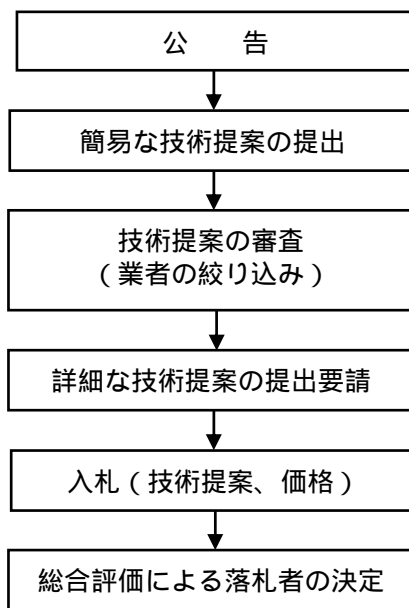 公　　告
簡易な技術提案の提出
技術提案の審査
（業者の絞り込み）
詳細な技術提案の提出要請
入札（技術提案、価格）
総合評価による落札者の決定